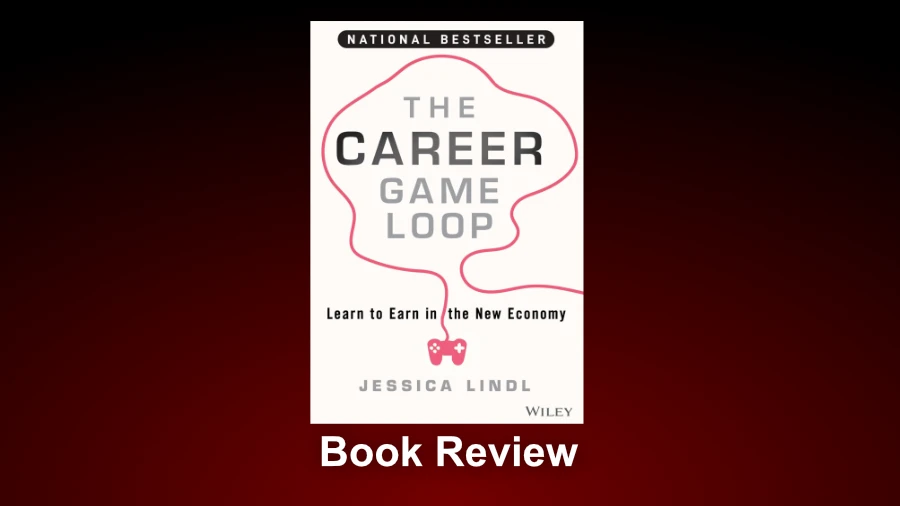 NATIONAL BESTSELLER
THE
CAREER
GAME
LOOP
Learn to Earn in the New Economy
JESSICA LINDL
WILEY
Book Review